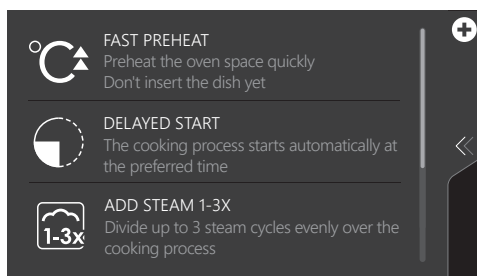 FAST PREHEAT
Preheat the oven space quickly
Don't insert the dish yet
DELAYED START
The cooking process starts automatically at
the preferred time
1-3x
ADD STEAM 1-3X
Divide up to 3 steam cycles evenly over the
cooking process